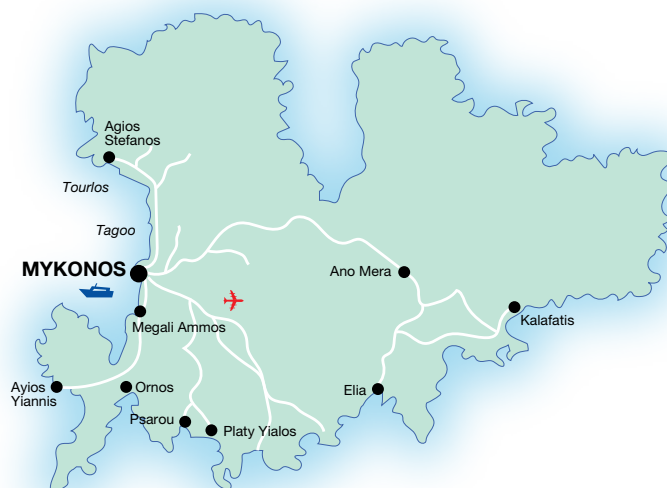 Agios
Stefanos
Tourlos
Tagoo
MYKONOS
Ano Mera
Kalafatis
Megali Ammos
Ayios
Yiannis
Ornos
Elia
Psarou
Platy Yialos